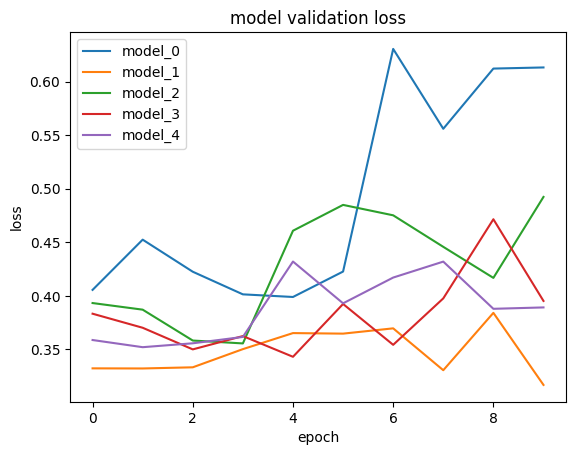 model validation loss
model_0
model_1
model_2
model_3
model_4
loss
0.60
0.55
0.50
0.45
0.40
0.35
0 2 4 6 8
epoch